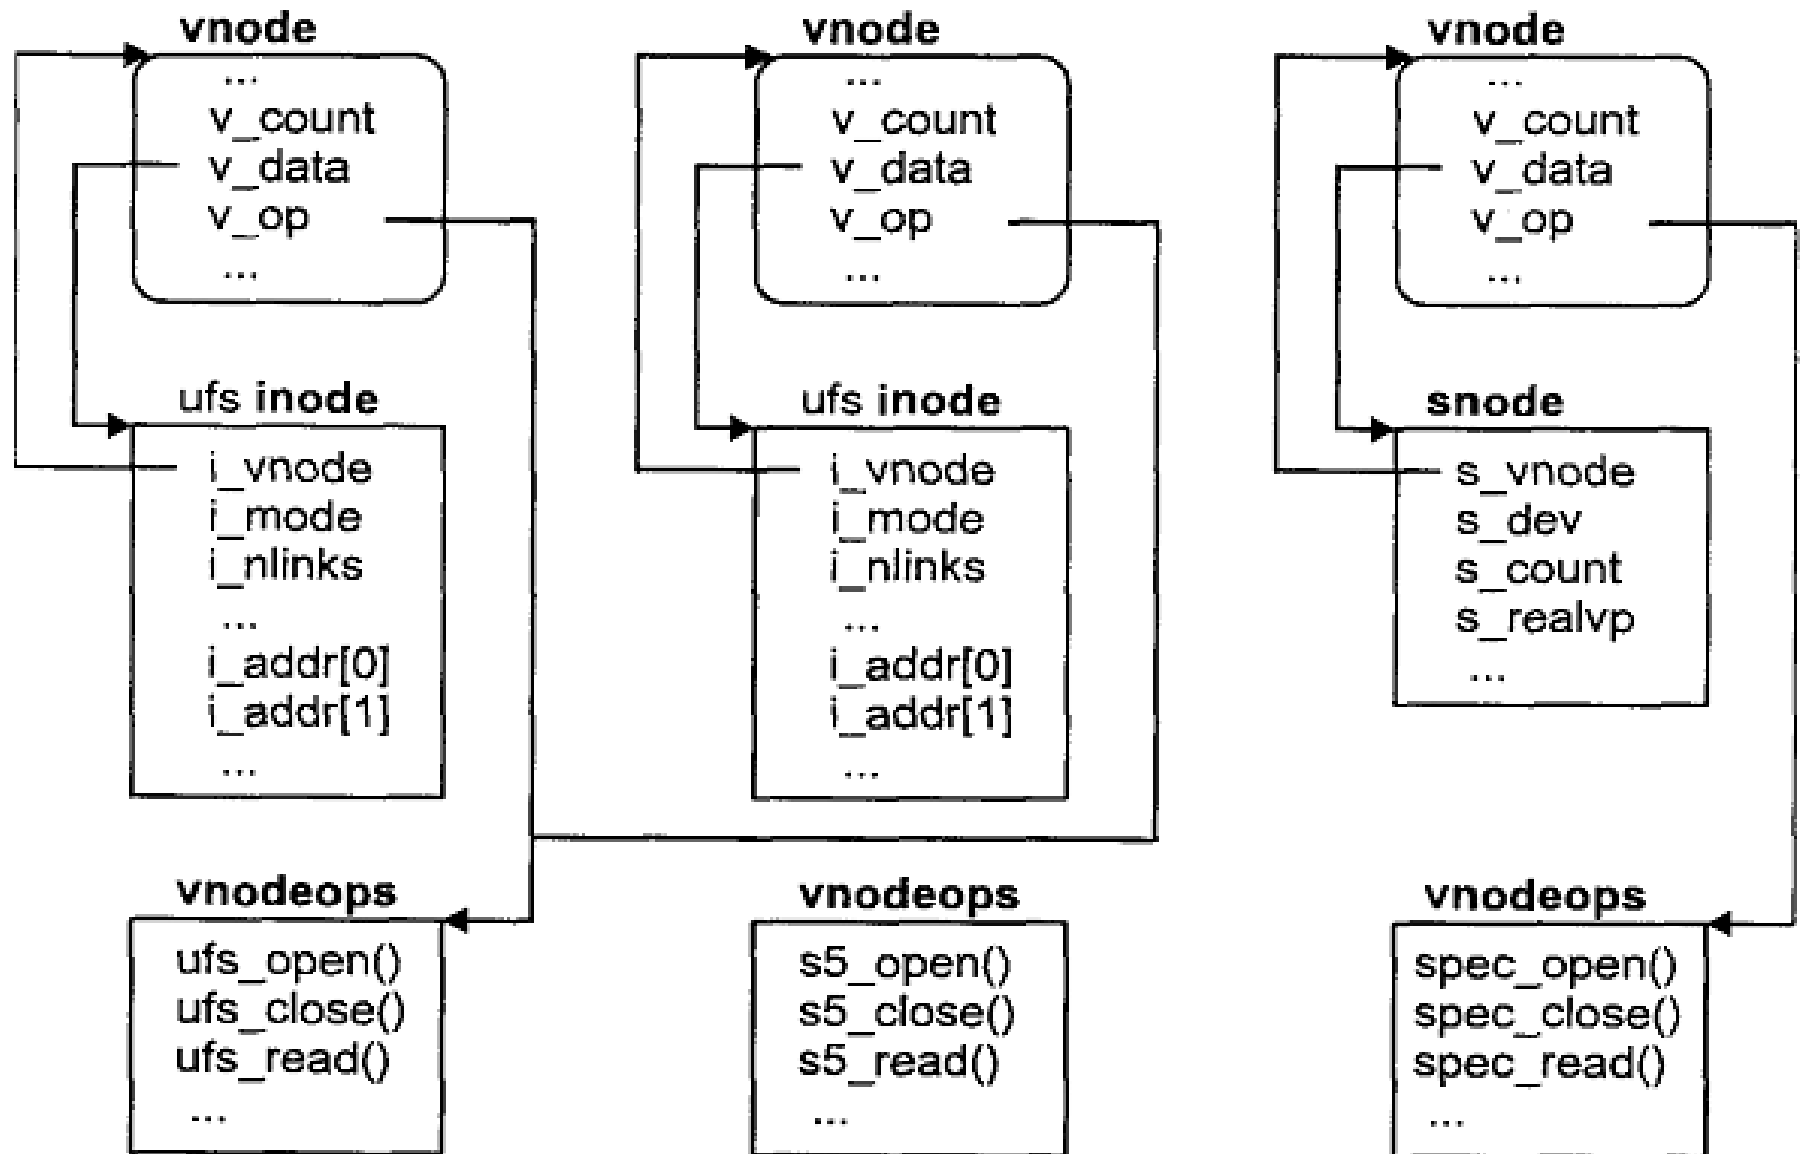 vnode
...
v_count
v_data
v_op
...
vnode
...
v_count
v_data
v_op
...
vnode
...
v_count
v_data
v_op
...
ufs inode
i_vnode
i_mode
i_nlinks
...
i_addr[0]
i_addr[1]
...
ufs inode
i_vnode
i_mode
i_nlinks
...
i_addr[0]
i_addr[1]
...
snode
s_vnode
s_dev
s_count
s_realvp
...
vnodeops
ufs_open()
ufs_close()
ufs_read()
...
vnodeops
s5_open()
s5_close()
s5_read()
...
vnodeops
spec_open()
spec_close()
spec_read()
...